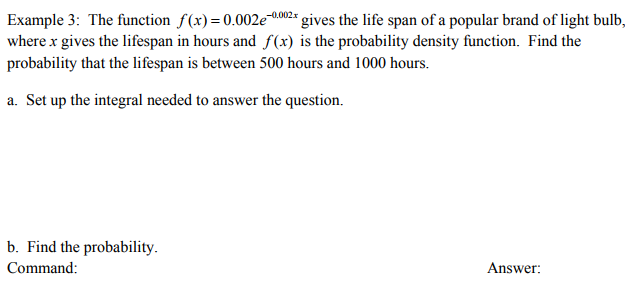 Example 3:  The function f(x) = 0.002e^{-0.002x} gives the life span of a popular brand of light bulb,
where x gives the lifespan in hours and f(x) is the probability density function.  Find the
probability that the lifespan is between 500 hours and 1000 hours.
a.  Set up the integral needed to answer the question.
b.  Find the probability.
Command: Answer: